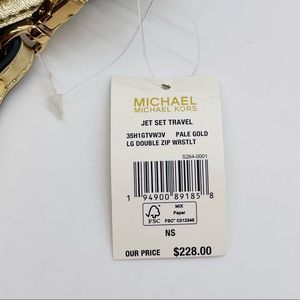 MICHAEL
MICHAEL KORS
JET SET TRAVEL
35H1GTVW3V PALE GOLD
LG DOUBLE ZIP WRSTLT
S264-0001
1 94900 89185 8
FSC
MIX
Paper
FSC® C012345
NS
OUR PRICE $228.00